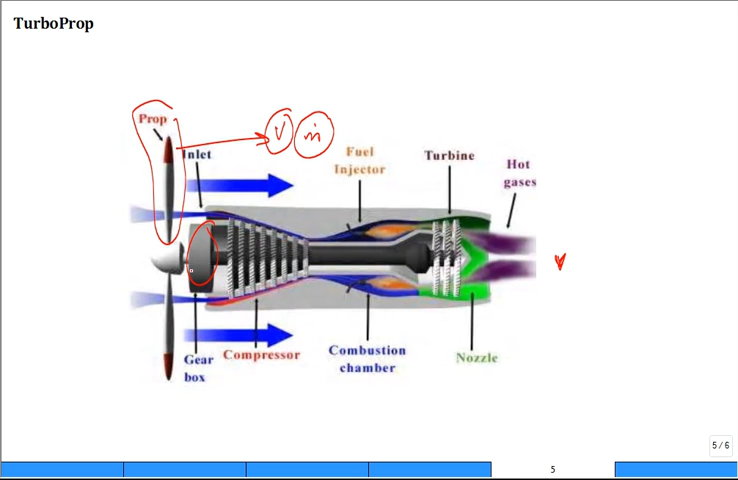 TurboProp
Prop
V ṁ
Inlet
Fuel
Injector
Turbine
Hot
gases
Gear
box
Compressor
Combustion
chamber
Nozzle
5 / 6
5